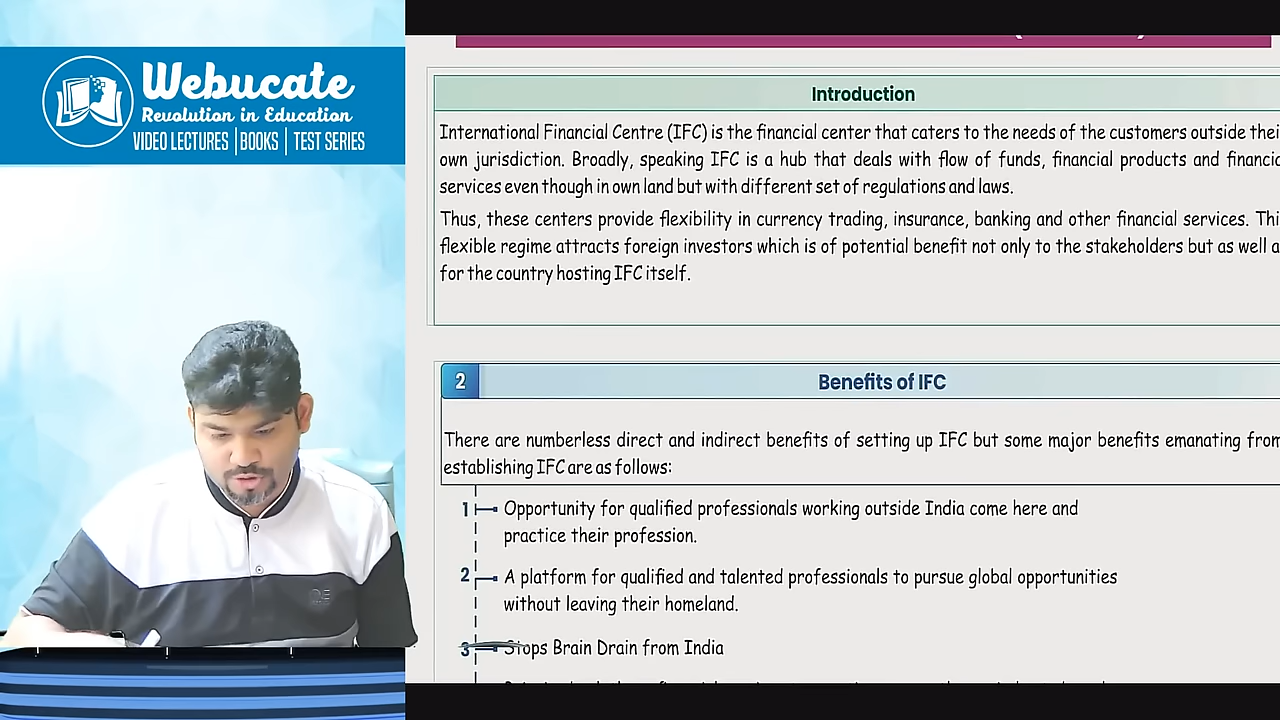 Webucate
Revolution in Education
VIDEO LECTURES | BOOKS | TEST SERIES
Introduction
International Financial Centre (IFC) is the financial center that caters to the needs of the customers outside thei
own jurisdiction. Broadly, speaking IFC is a hub that deals with flow of funds, financial products and financi
services even though in own land but with different set of regulations and laws.
Thus, these centers provide flexibility in currency trading, insurance, banking and other financial services. Thi
flexible regime attracts foreign investors which is of potential benefit not only to the stakeholders but as well a
for the country hosting IFC itself.
2 Benefits of IFC
There are numberless direct and indirect benefits of setting up IFC but some major benefits emanating from
establishing IFC are as follows:
1 Opportunity for qualified professionals working outside India come here and
practice their profession.
2 A platform for qualified and talented professionals to pursue global opportunities
without leaving their homeland.
3 Stops Brain Drain from India